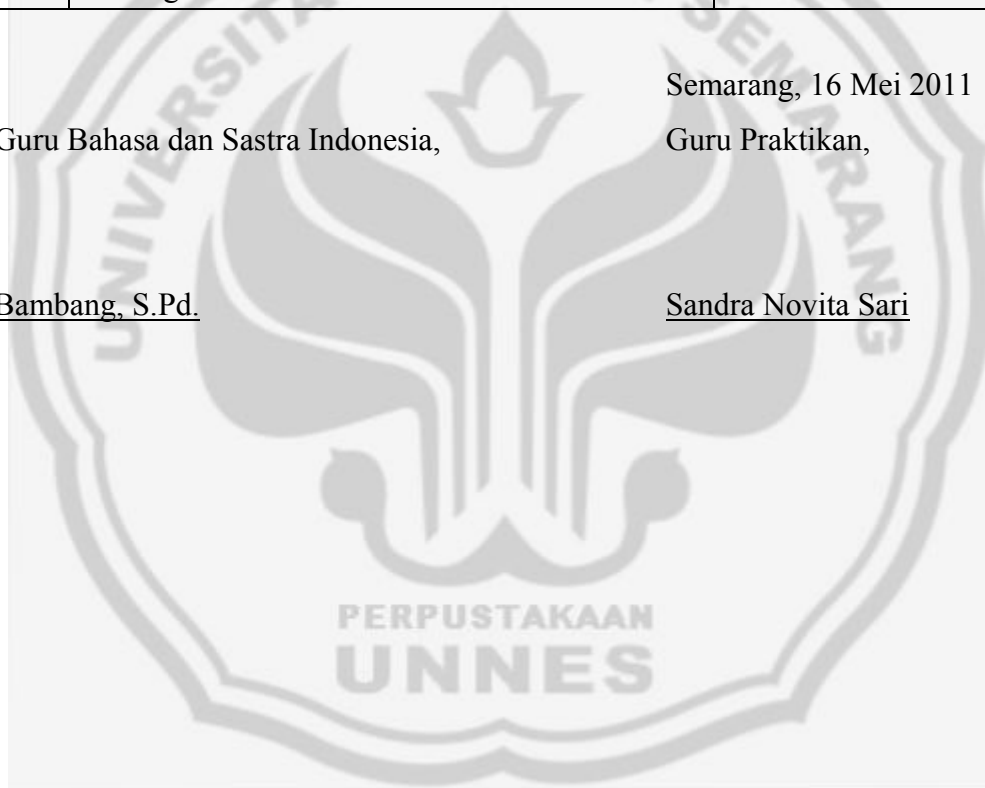 Semarang, 16 Mei 2011
Guru Bahasa dan Sastra Indonesia, Guru Praktikan,
Bambang, S.Pd. Sandra Novita Sari
PERPUSTAKAAN
UNNES